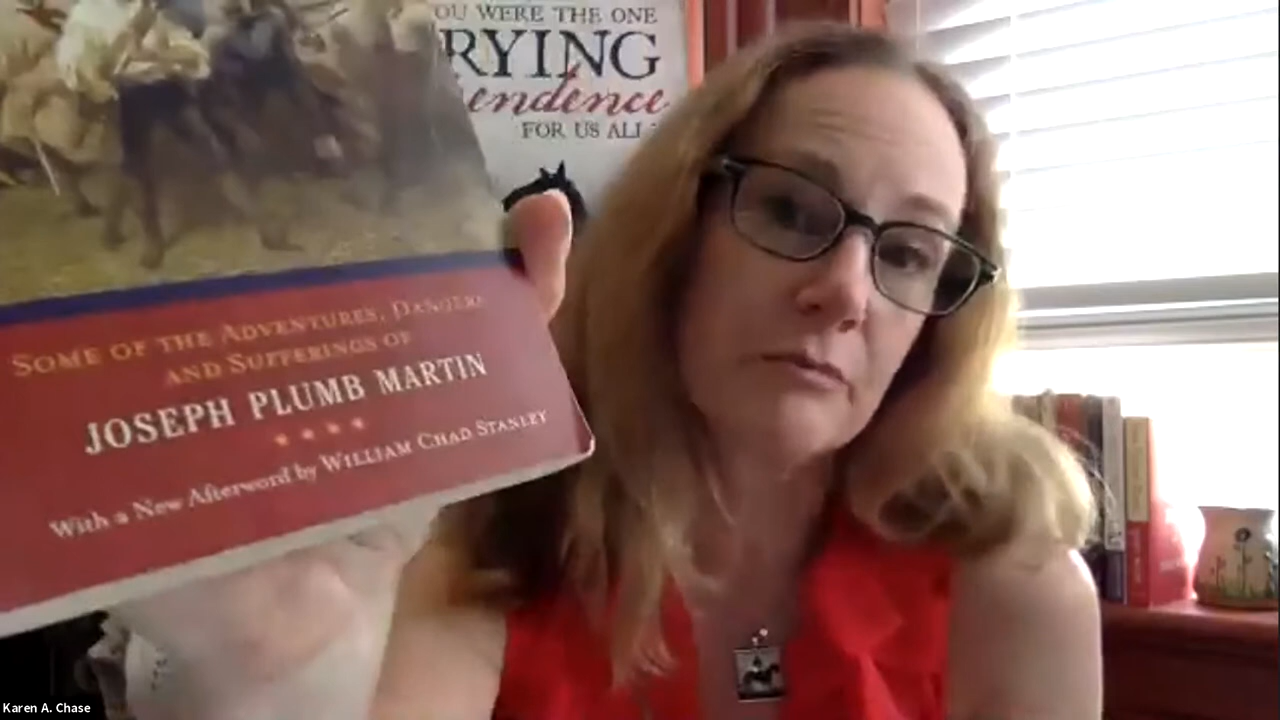 OU WERE THE ONE
RYING
endence
FOR US ALL
SOME OF THE ADVENTURES, DANGERS
AND SUFFERINGS OF
JOSEPH PLUMB MARTIN
With a New Afterword by WILLIAM CHAD STANLEY
Karen A. Chase